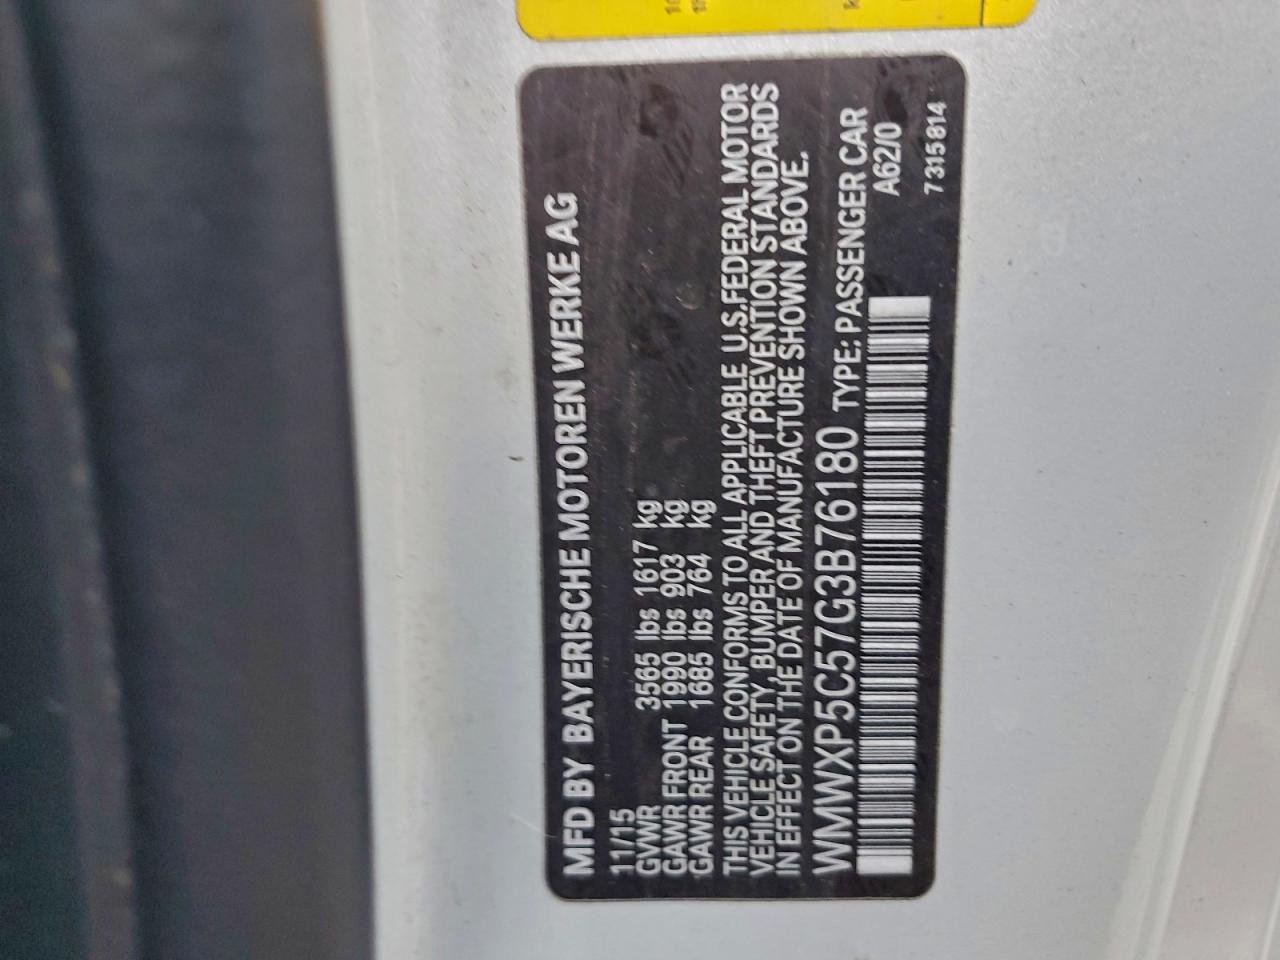 MFD BY BAYERISCHE MOTOREN WERKE AG
11/15
GVWR 3565 lbs 1617 kg
GAWR FRONT 1990 lbs 903 kg
GAWR REAR 1685 lbs 764 kg
THIS VEHICLE CONFORMS TO ALL APPLICABLE U.S.FEDERAL MOTOR
VEHICLE SAFETY, BUMPER AND THEFT PREVENTION STANDARDS
IN EFFECT ON THE DATE OF MANUFACTURE SHOWN ABOVE.
WMWXP5C57G3B76180 TYPE: PASSENGER CAR
A62/0
7315814